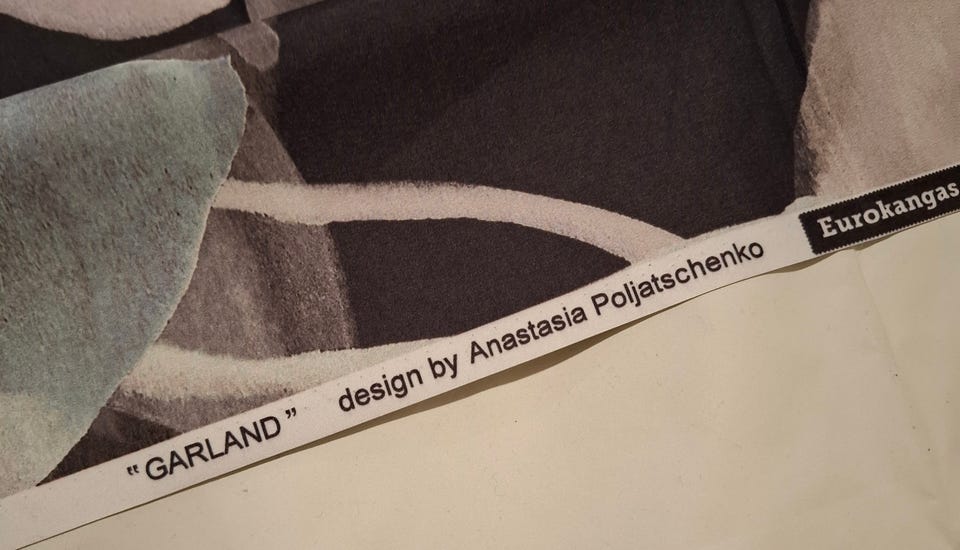 "GARLAND" design by Anastasia Poljatschenko Eurokangas